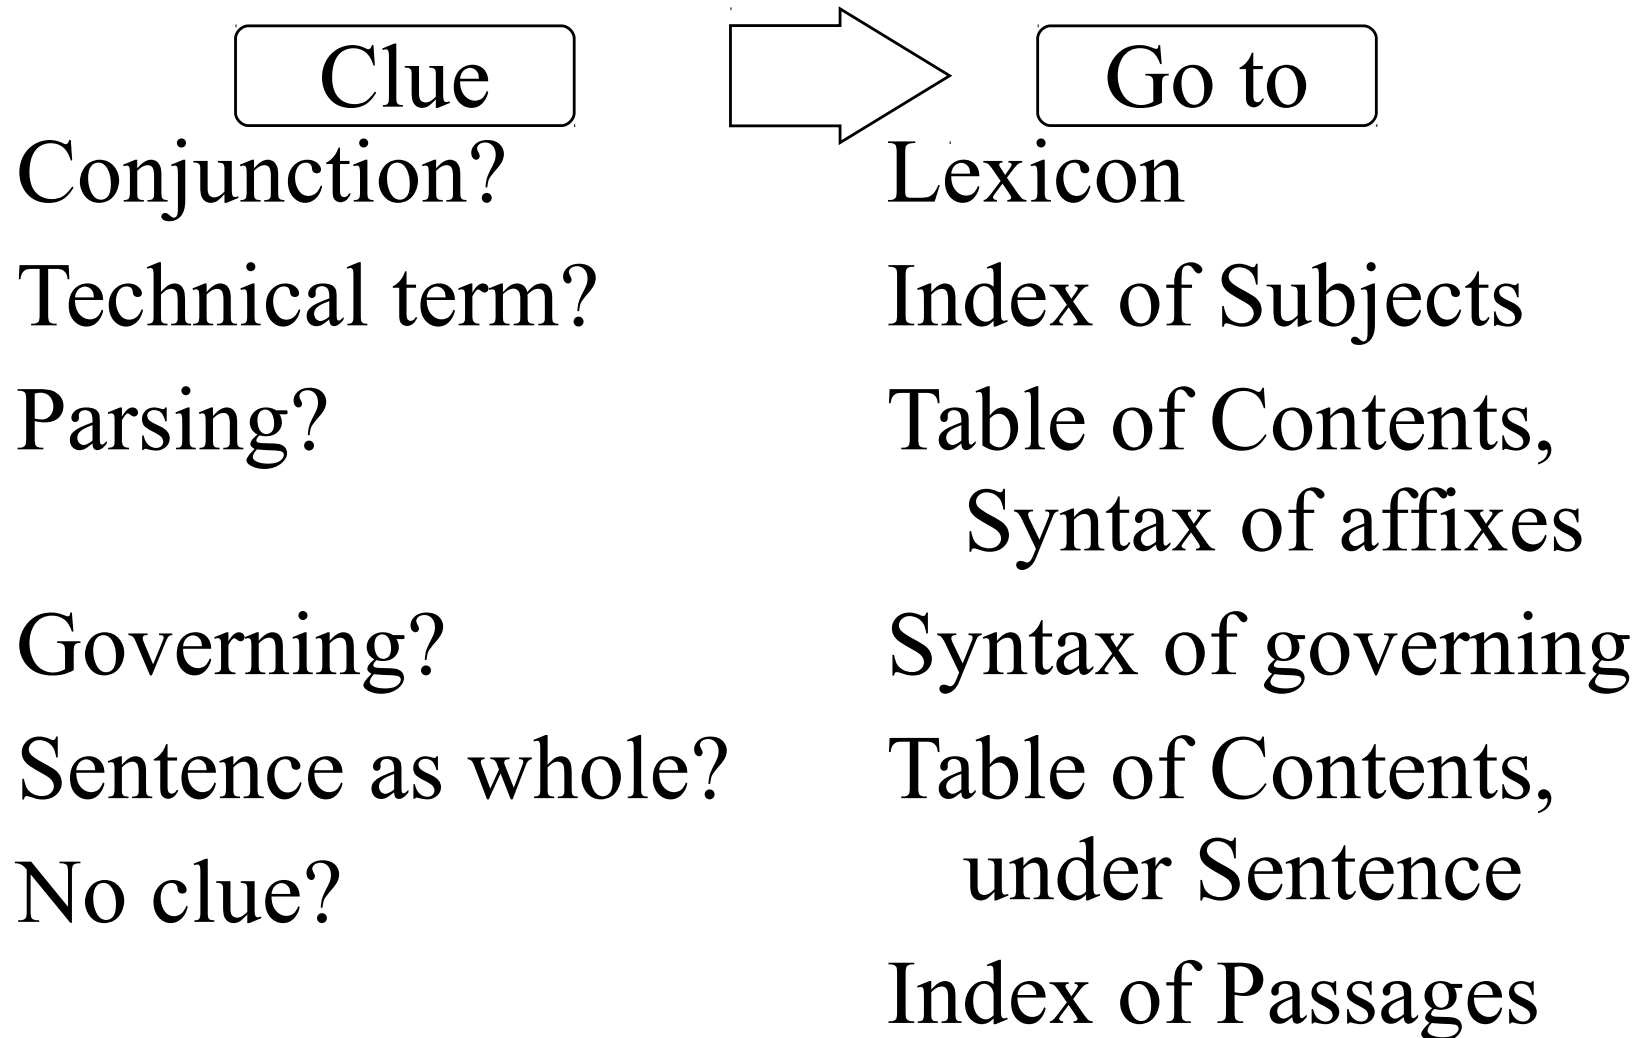 Clue
Go to
Conjunction?
Lexicon
Technical term?
Index of Subjects
Parsing?
Table of Contents,
Syntax of affixes
Governing?
Syntax of governing
Sentence as whole?
Table of Contents,
under Sentence
No clue?
Index of Passages